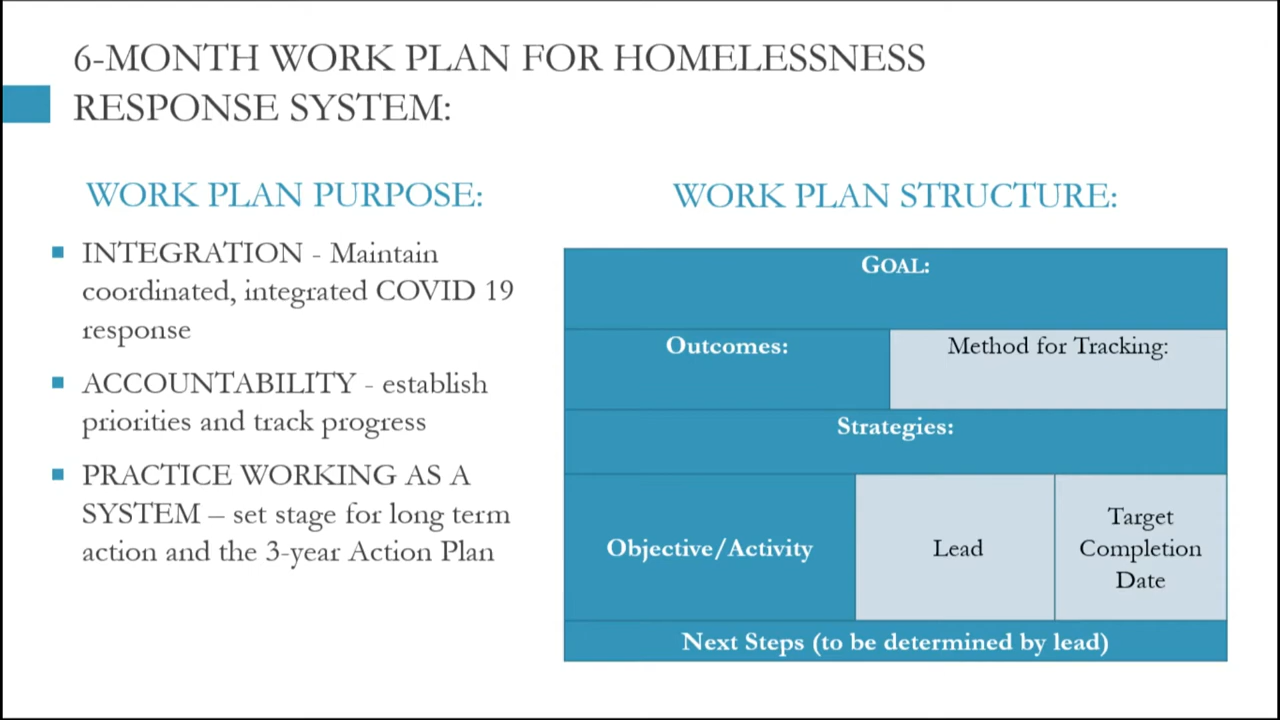 6-MONTH WORK PLAN FOR HOMELESSNESS
RESPONSE SYSTEM:
WORK PLAN PURPOSE:
INTEGRATION - Maintain
coordinated, integrated COVID 19
response
ACCOUNTABILITY - establish
priorities and track progress
PRACTICE WORKING AS A
SYSTEM – set stage for long term
action and the 3-year Action Plan
WORK PLAN STRUCTURE:
GOAL:
Outcomes:
Method for Tracking:
Strategies:
Objective/Activity
Lead
Target
Completion
Date
Next Steps (to be determined by lead)